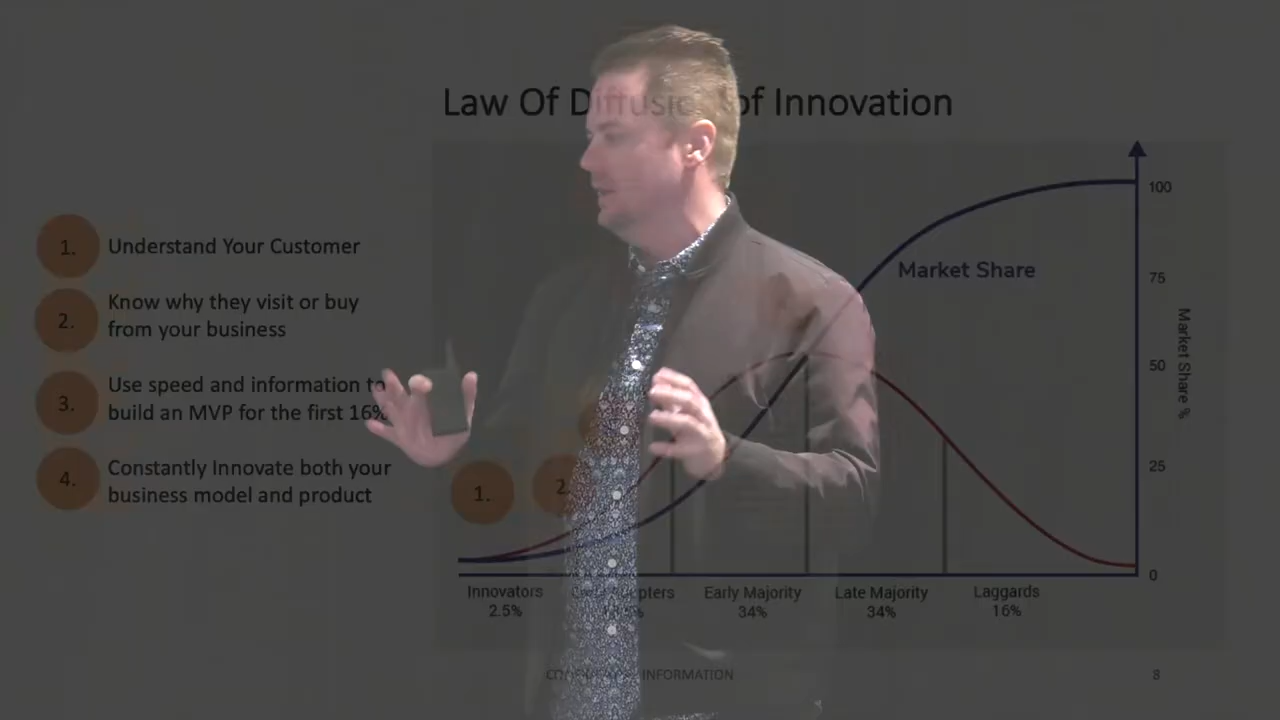 Law Of Diffusion of Innovation
1.
Understand Your Customer
2.
Know why they visit or buy
from your business
3.
Use speed and information to
build an MVP for the first 16%
4.
Constantly Innovate both your
business model and product
1.
2.
Market Share
100
75
50
25
0
Market Share %
Innovators
2.5%
Early Majority
34%
Late Majority
34%
Laggards
16%
INFORMATION
8